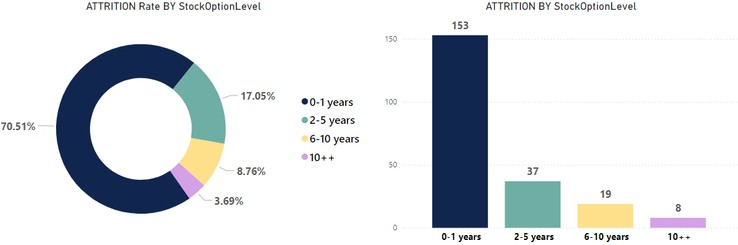 ATTRITION Rate BY StockOptionLevel
70.51%
17.05%
8.76%
3.69%
0-1 years
2-5 years
6-10 years
10++
ATTRITION BY StockOptionLevel
150
100
50
0
153
37
19
8
0-1 years
2-5 years
6-10 years
10++